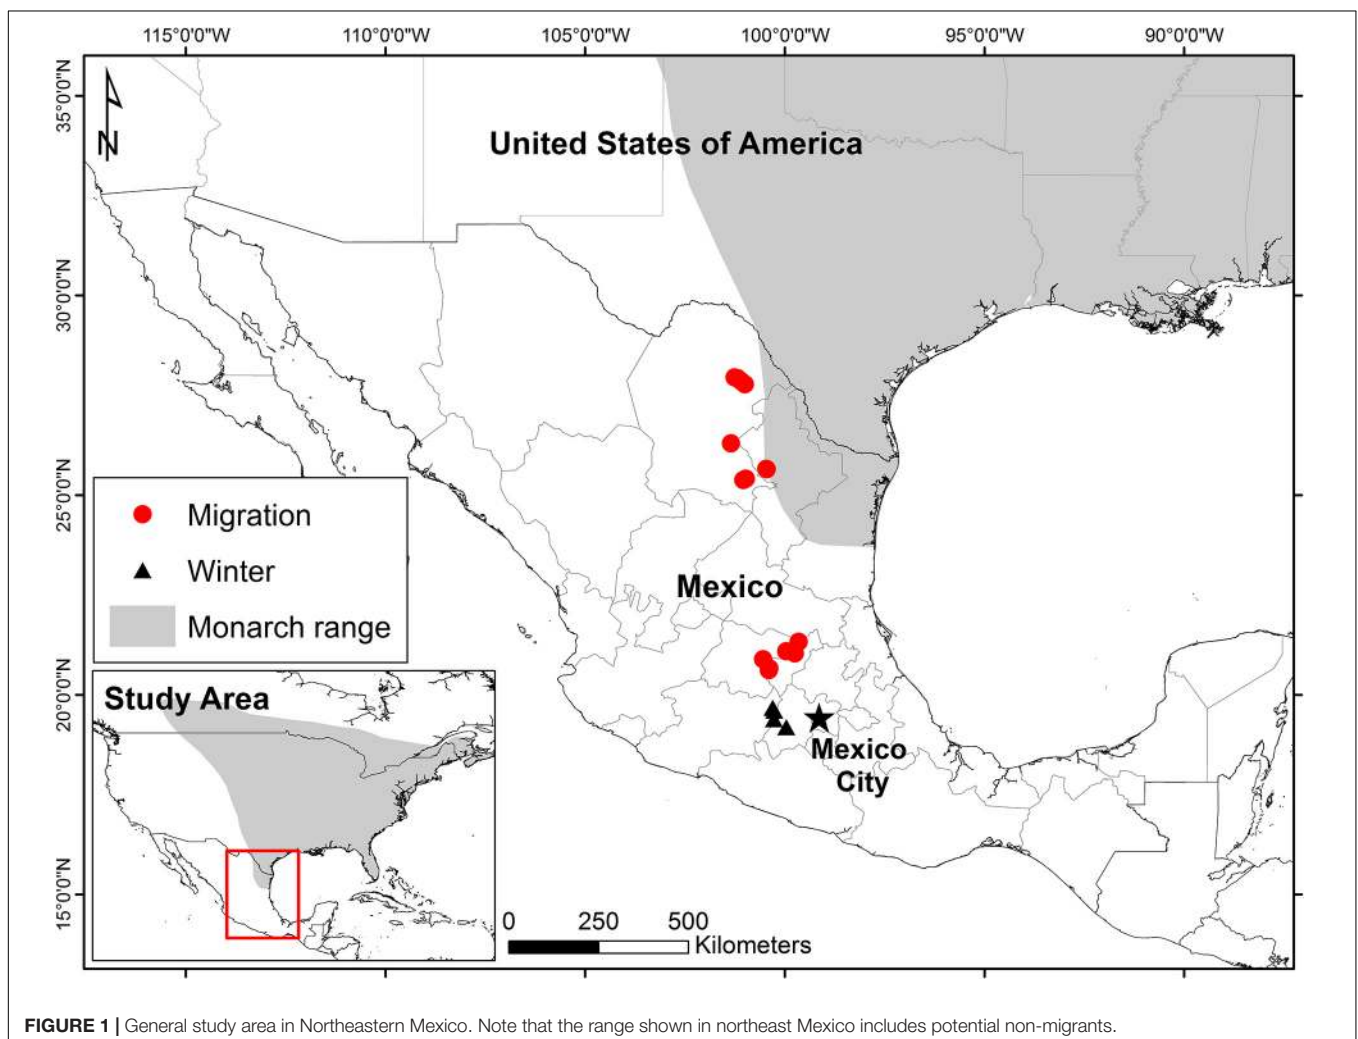 115°0'0"W 110°0'0"W 105°0'0"W 100°0'0"W 95°0'0"W 90°0'0"W
35°0'0"N
N
United States of America
30°0'0"N
25°0'0"N
Migration
Winter
Monarch range
Mexico
20°0'0"N
Study Area
Mexico
City
15°0'0"N
0 250 500
Kilometers
FIGURE 1 | General study area in Northeastern Mexico. Note that the range shown in northeast Mexico includes potential non-migrants.